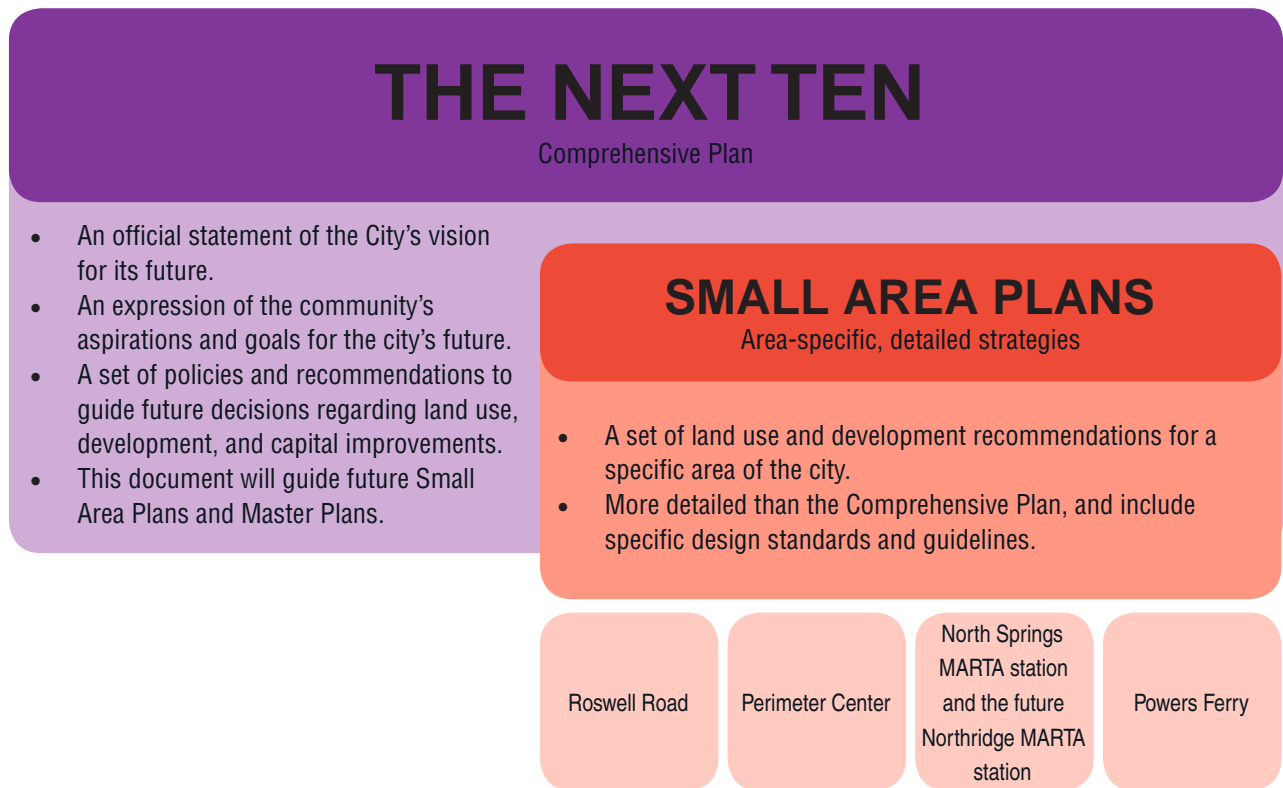 THE NEXT TEN
Comprehensive Plan
• An official statement of the City’s vision
for its future.
• An expression of the community’s
aspirations and goals for the city’s future.
• A set of policies and recommendations to
guide future decisions regarding land use,
development, and capital improvements.
• This document will guide future Small
Area Plans and Master Plans.
SMALL AREA PLANS
Area-specific, detailed strategies
• A set of land use and development recommendations for a
specific area of the city.
• More detailed than the Comprehensive Plan, and include
specific design standards and guidelines.
Roswell Road
Perimeter Center
North Springs
MARTA station
and the future
Northridge MARTA
station
Powers Ferry